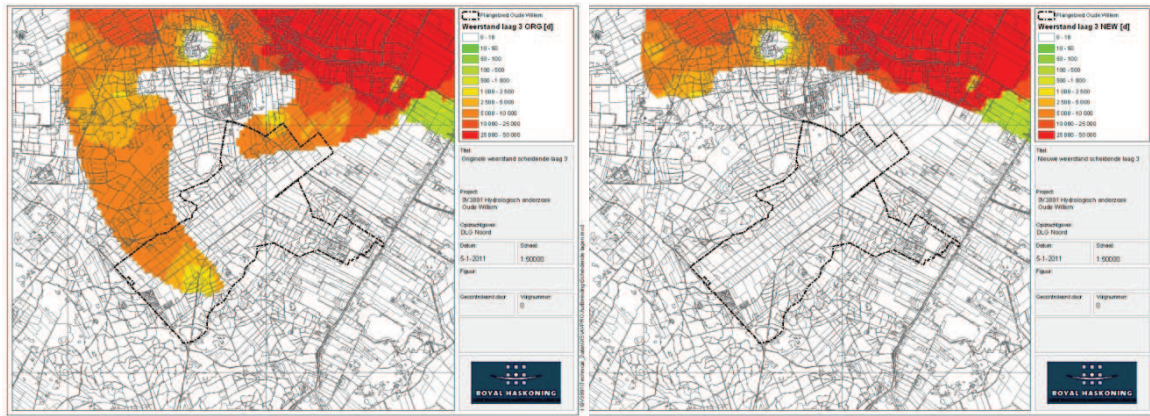 Plangebied Oude Willem
Weerstand laag 3 ORG [d]
0 - 10
10 - 50
50 - 100
100 - 500
500 - 1 000
1 000 - 2 500
2 500 - 5 000
5 000 - 10 000
10 000 - 25 000
25 000 - 50 000
Titel:
Originele weerstand scheidende laag 3
Project:
Hydrologisch onderzoek
Oude Willem
Opdrachtgever:
DLG Noord
Datum:
Schaal:
5-1-2011
1:50000
Figuur:
Gecontroleerd door
Volgnummer:
0
ROYAL HASKONING
Plangebied Oude Willem
Weerstand laag 3 NEW [d]
0 - 10
10 - 50
50 - 100
100 - 500
500 - 1 000
1 000 - 2 500
2 500 - 5 000
5 000 - 10 000
10 000 - 25 000
25 000 - 50 000
Titel:
Nieuwe weerstand scheidende laag 3
Project:
Hydrologisch onderzoek
Oude Willem
Opdrachtgever:
DLG Noord
Datum:
Schaal:
5-1-2011
1:50000
Figuur:
Gecontroleerd door
Volgnummer:
0
ROYAL HASKONING